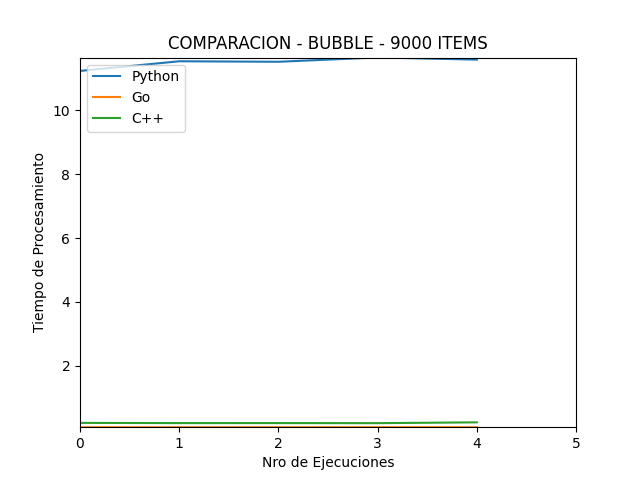 COMPARACION - BUBBLE - 9000 ITEMS
Python
Go
C++
10
8
6
4
2
Tiempo de Procesamiento
0 1 2 3 4 5
Nro de Ejecuciones